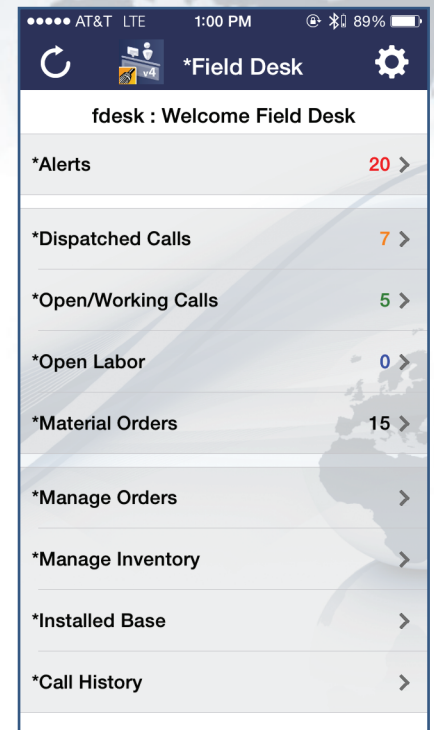 AT&T LTE 1:00 PM 89%
v4 *Field Desk
fdesk : Welcome Field Desk
*Alerts 20
*Dispatched Calls 7
*Open/Working Calls 5
*Open Labor 0
*Material Orders 15
*Manage Orders
*Manage Inventory
*Installed Base
*Call History